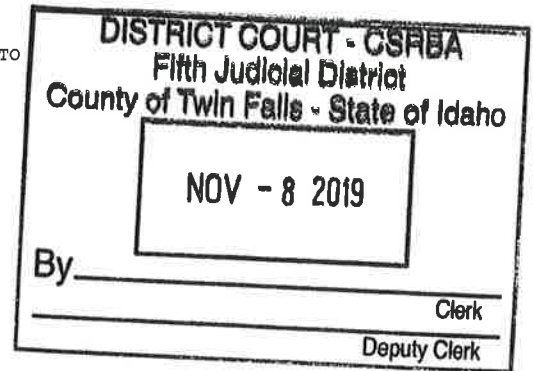 TO
DISTRICT COURT - CSRBA
Fifth Judicial District
County of Twin Falls - State of Idaho
NOV - 8 2019
By
Clerk
Deputy Clerk